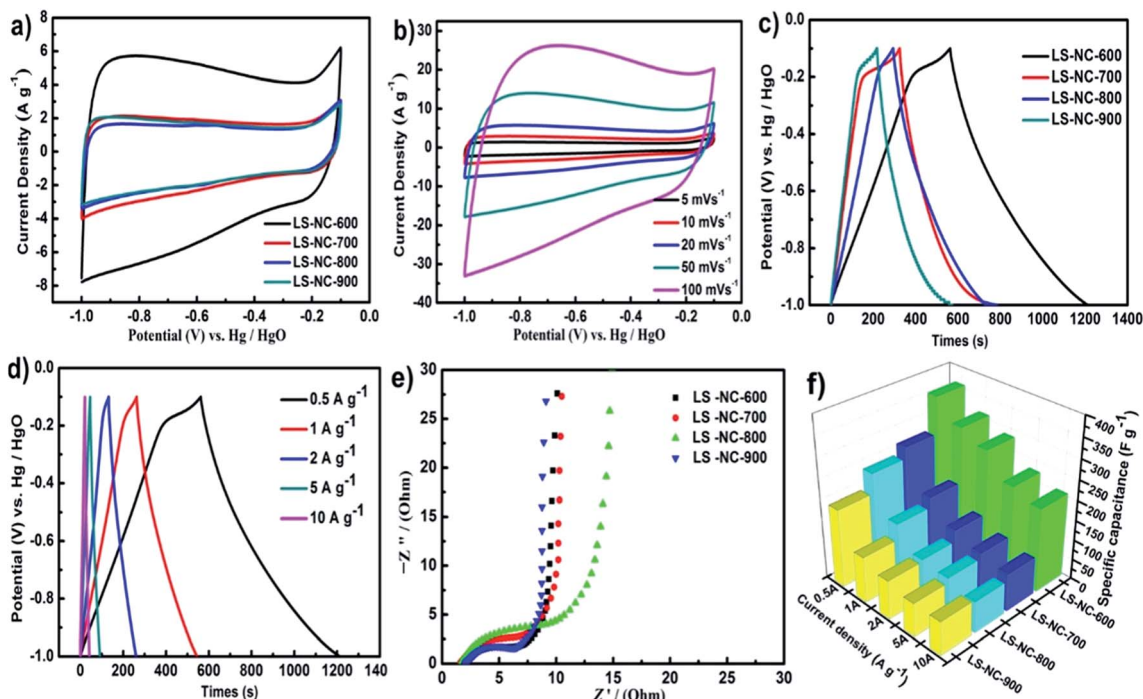 a)
8
6
4
2
0
-2
-4
-6
-8
Current Density (A g⁻¹)
LS-NC-600
LS-NC-700
LS-NC-800
LS-NC-900
-1.0 -0.8 -0.6 -0.4 -0.2 0.0
Potential (V) vs. Hg / HgO
b)
30
20
10
0
-10
-20
-30
-40
Current Density (A g⁻¹)
5 mVs⁻¹
10 mVs⁻¹
20 mVs⁻¹
50 mVs⁻¹
100 mVs⁻¹
-1.0 -0.8 -0.6 -0.4 -0.2 0.0
Potential (V) vs. Hg / HgO
c)
0.0
-0.2
-0.4
-0.6
-0.8
-1.0
Potential (V) vs. Hg / HgO
LS-NC-600
LS-NC-700
LS-NC-800
LS-NC-900
0 200 400 600 800 1000 1200 1400
Times (s)
d)
0.0
-0.2
-0.4
-0.6
-0.8
-1.0
Potential (V) vs. Hg / HgO
0.5 A g⁻¹
1 A g⁻¹
2 A g⁻¹
5 A g⁻¹
10 A g⁻¹
0 200 400 600 800 1000 1200 140
Times (s)
e)
30
25
20
15
10
5
0
−Z'' / (Ohm)
LS -NC-600
LS -NC-700
LS -NC-800
LS -NC-900
0 5 10 15 20 25 30
Z' / (Ohm)
f)
400
350
300
250
200
150
100
50
0
Specific capacitance (F g⁻¹)
0.5A
1A
2A
5A
10A
Current density (A g⁻¹)
LS-NC-600
LS-NC-700
LS-NC-800
LS-NC-900